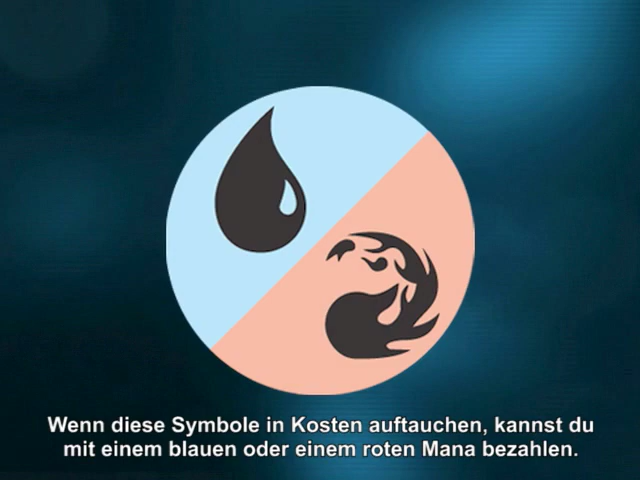 Wenn diese Symbole in Kosten auftauchen, kannst du
mit einem blauen oder einem roten Mana bezahlen.